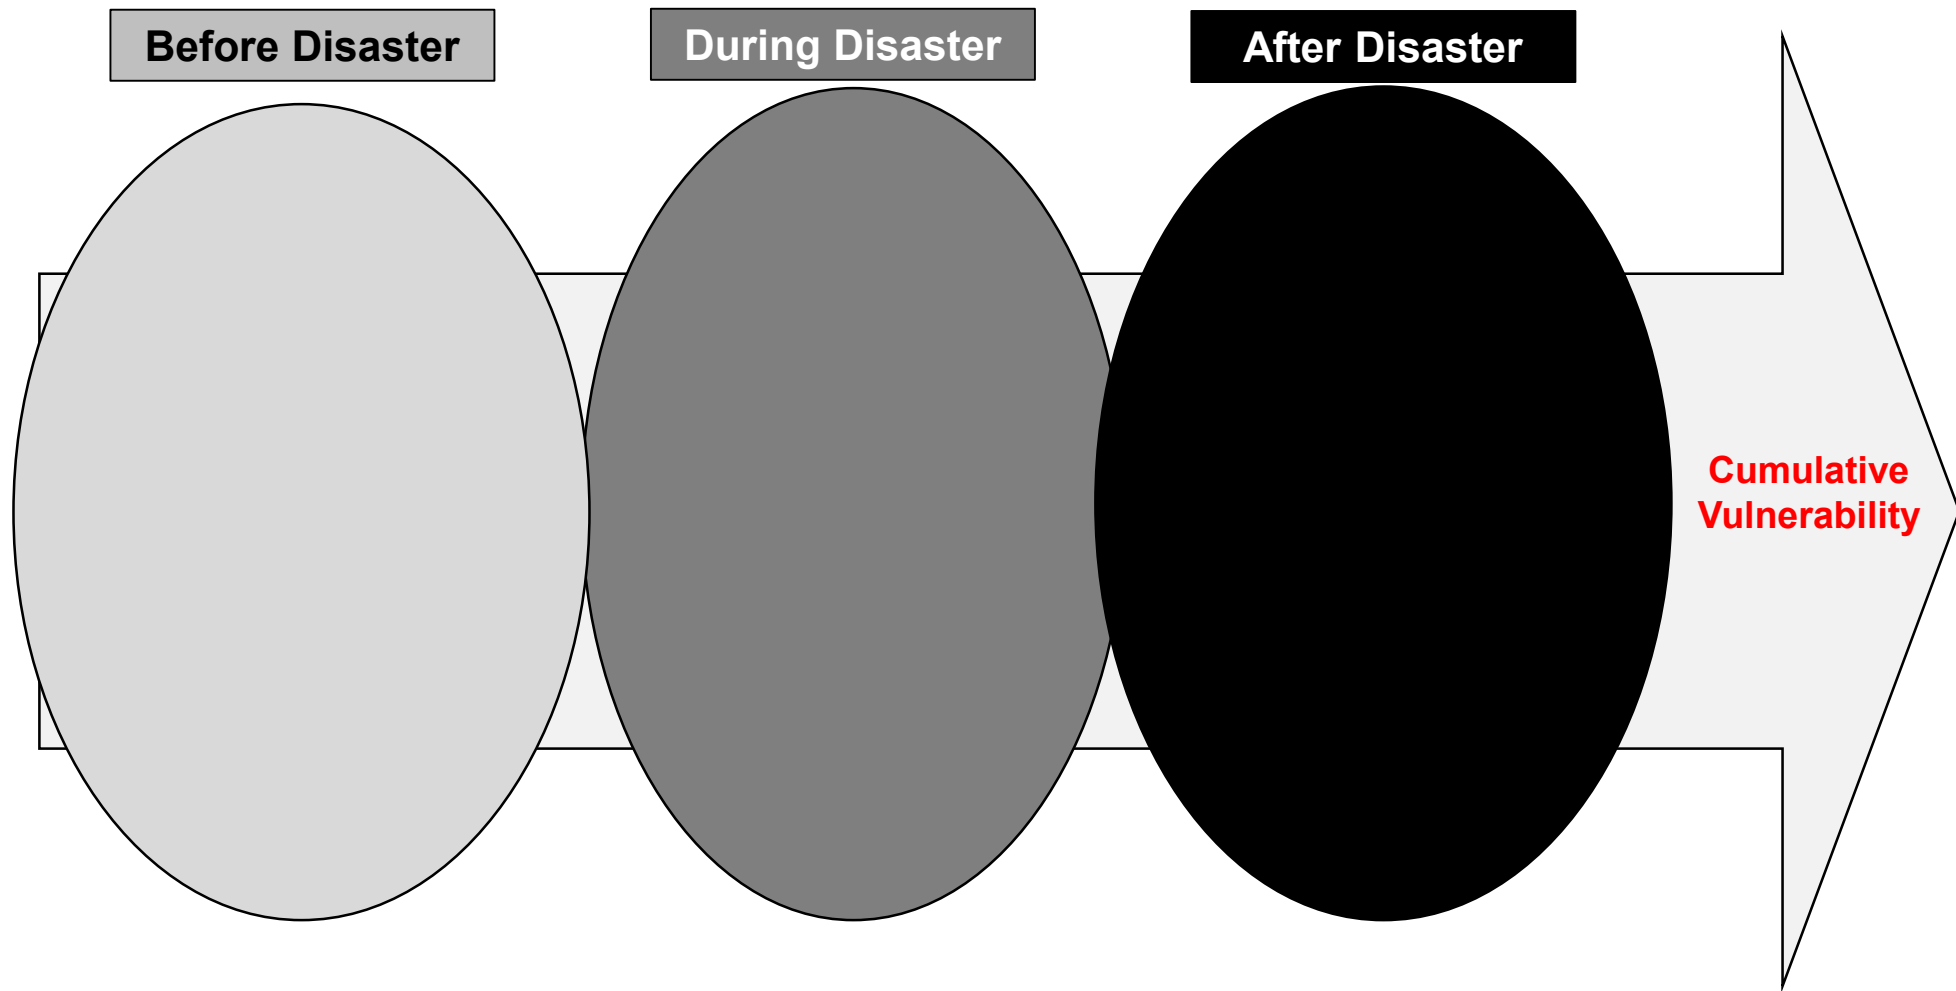 Before Disaster
During Disaster
After Disaster
Cumulative
Vulnerability